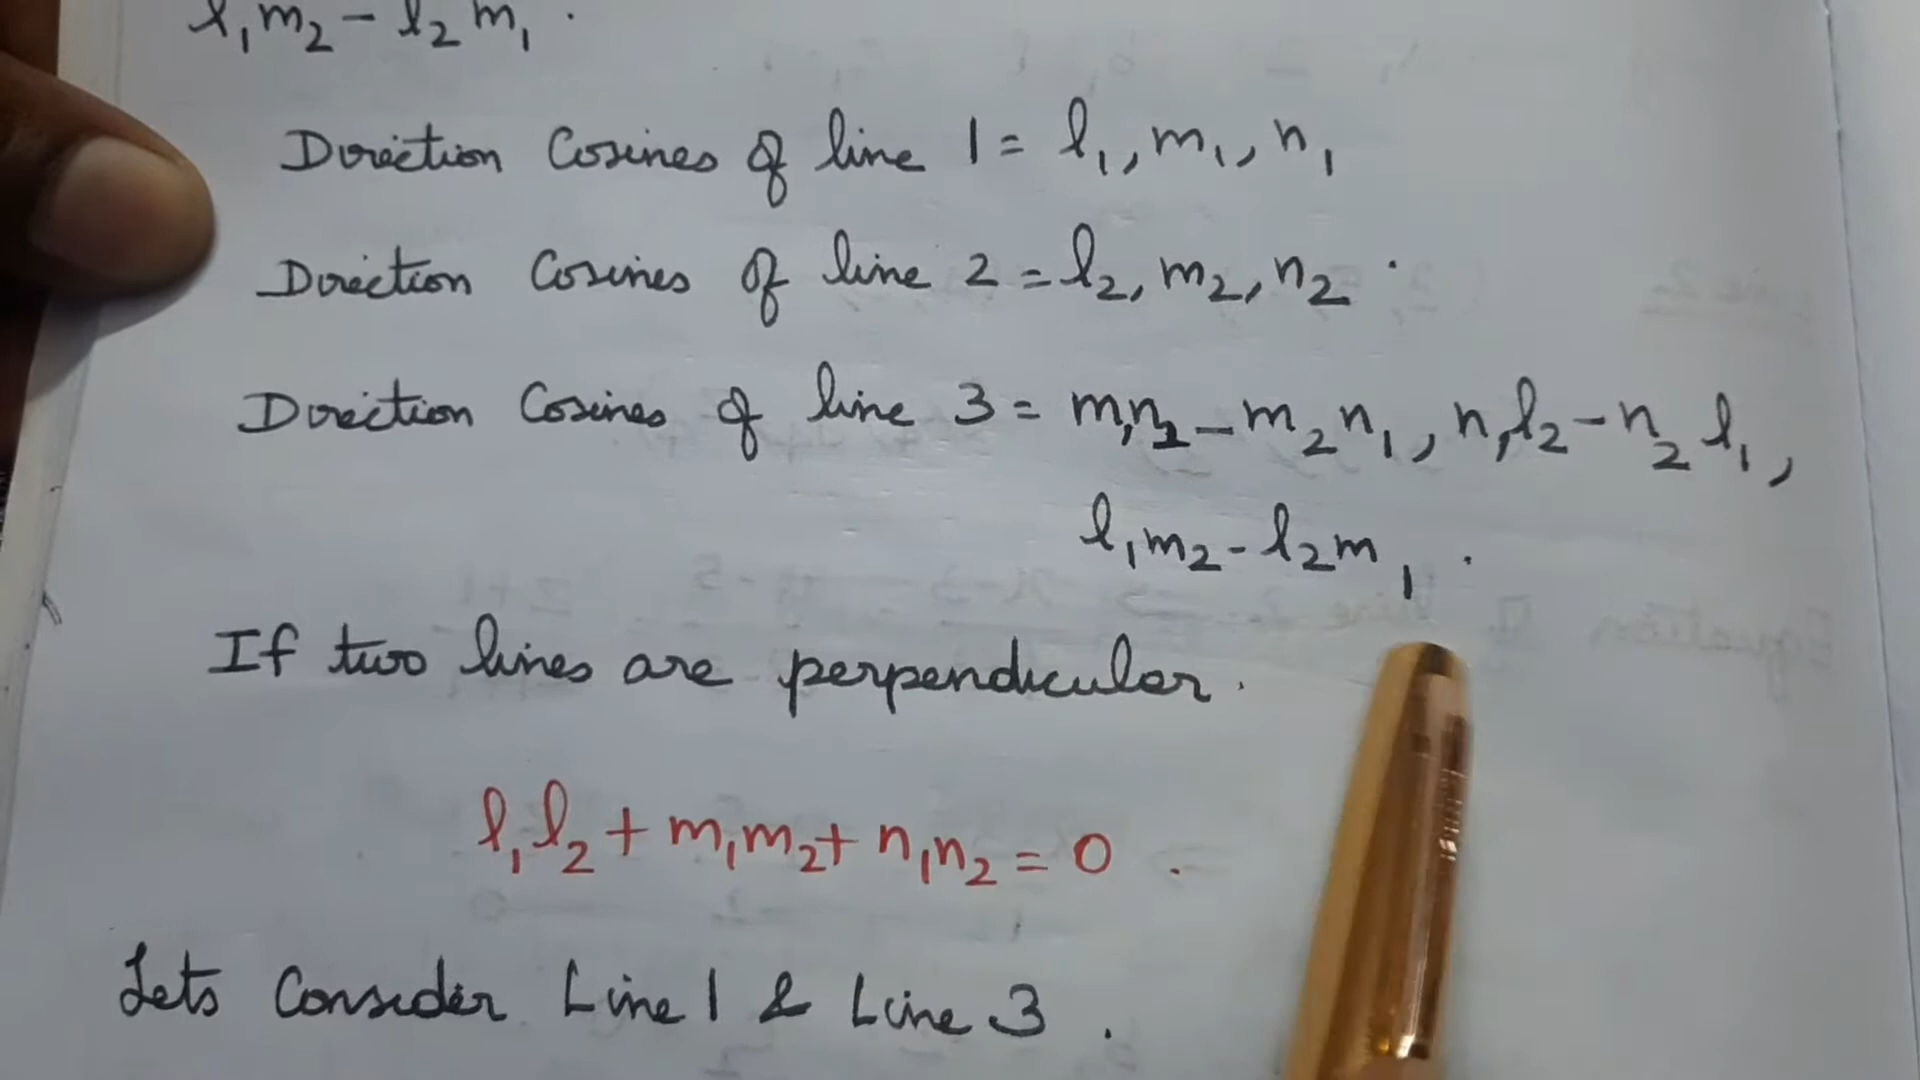 l₁m₂ - l₂m₁ .
Direction Cosines of line 1 = l₁, m₁, n₁
Direction Cosines of line 2 = l₂, m₂, n₂ .
Direction Cosines of line 3 = m₁n₂ - m₂n₁, n₁l₂ - n₂l₁,
l₁m₂ - l₂m₁ .
If two lines are perpendicular.
l₁l₂ + m₁m₂ + n₁n₂ = 0 .
Lets Consider Line 1 & Line 3 .